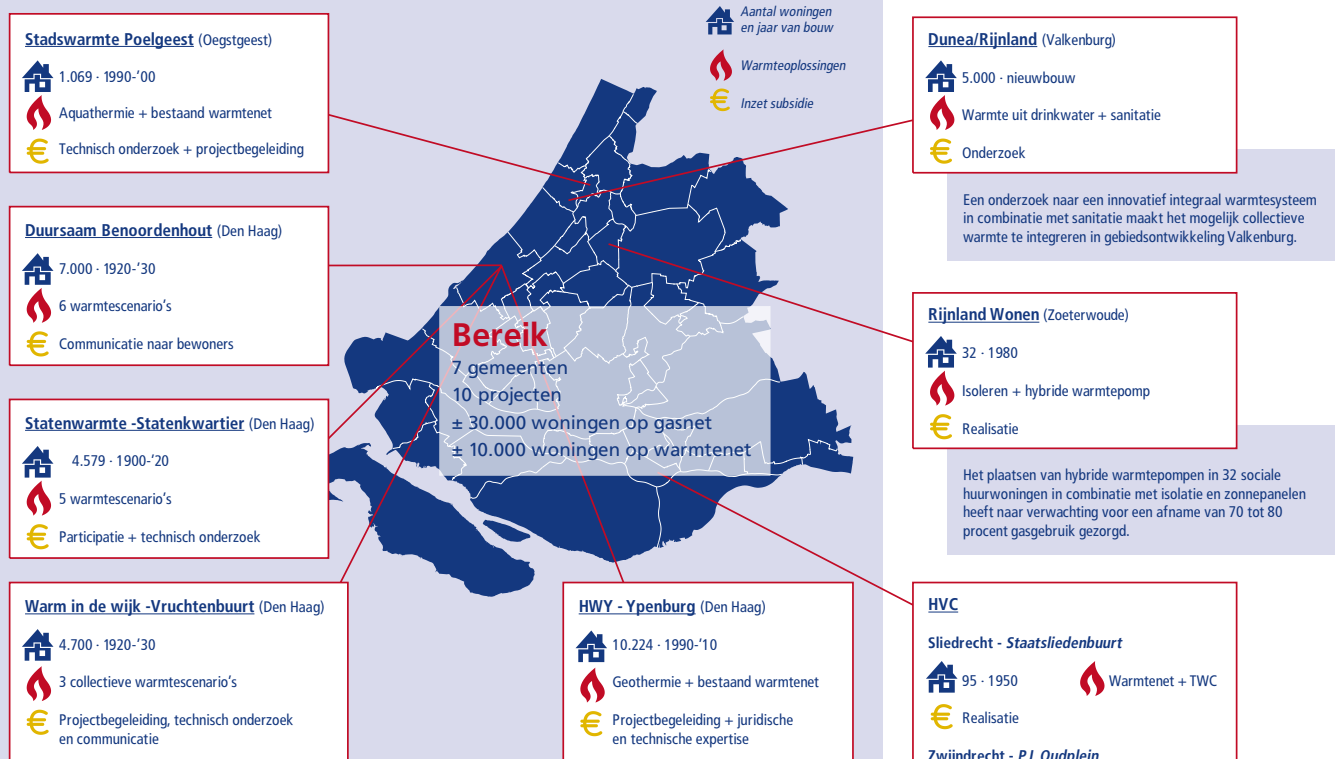 Aantal woningen
en jaar van bouw
Warmteoplossingen
Inzet subsidie
Stadswarmte Poelgeest (Oegstgeest)
1.069 · 1990-'00
Aquathermie + bestaand warmtenet
Technisch onderzoek + projectbegeleiding
Duursaam Benoordenhout (Den Haag)
7.000 · 1920-'30
6 warmtescenario's
Communicatie naar bewoners
Statenwarmte -Statenkwartier (Den Haag)
4.579 · 1900-'20
5 warmtescenario's
Participatie + technisch onderzoek
Warm in de wijk -Vruchtenbuurt (Den Haag)
4.700 · 1920-'30
3 collectieve warmtescenario's
Projectbegeleiding, technisch onderzoek
en communicatie
Bereik
7 gemeenten
10 projecten
± 30.000 woningen op gasnet
± 10.000 woningen op warmtenet
HWY - Ypenburg (Den Haag)
10.224 · 1990-'10
Geothermie + bestaand warmtenet
Projectbegeleiding + juridische
en technische expertise
Dunea/Rijnland (Valkenburg)
5.000 · nieuwbouw
Warmte uit drinkwater + sanitatie
Onderzoek
Een onderzoek naar een innovatief integraal warmtesysteem
in combinatie met sanitatie maakt het mogelijk collectieve
warmte te integreren in gebiedsontwikkeling Valkenburg.
Rijnland Wonen (Zoeterwoude)
32 · 1980
Isoleren + hybride warmtepomp
Realisatie
Het plaatsen van hybride warmtepompen in 32 sociale
huurwoningen in combinatie met isolatie en zonnepanelen
heeft naar verwachting voor een afname van 70 tot 80
procent gasgebruik gezorgd.
HVC
Sliedrecht - Staatsliedenbuurt
95 · 1950
Warmtenet + TWC
Realisatie
Zwijndrecht - P.J. Oudplein